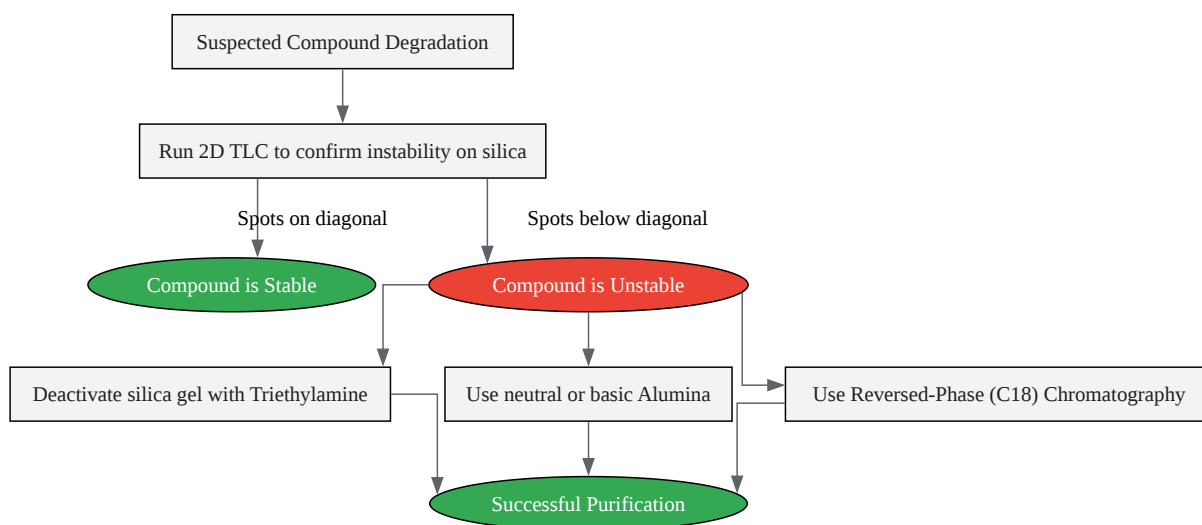 Suspected Compound Degradation
Run 2D TLC to confirm instability on silica
Spots on diagonal
Spots below diagonal
Compound is Stable
Compound is Unstable
Deactivate silica gel with Triethylamine
Use neutral or basic Alumina
Use Reversed-Phase (C18) Chromatography
Successful Purification